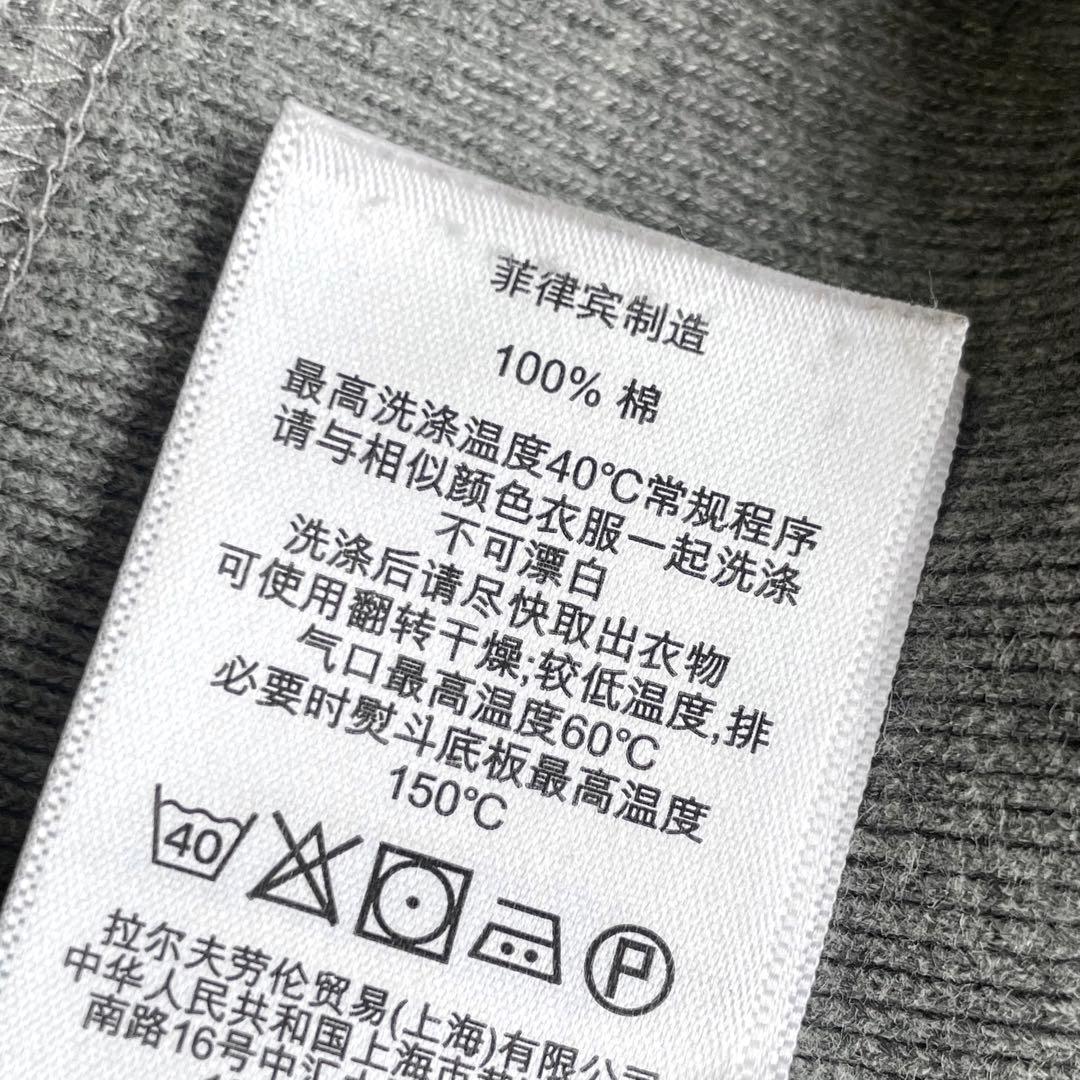 菲律宾制造
100% 棉
最高洗涤温度40℃常规程序
请与相似颜色衣服一起洗涤
不可漂白
洗涤后请尽快取出衣物
可使用翻转干燥;较低温度,排
气口最高温度60℃
必要时熨斗底板最高温度
150℃
40
P
拉尔夫劳伦贸易(上海)有限公司
中华人民共和国上海市黄
南路16号中汇大